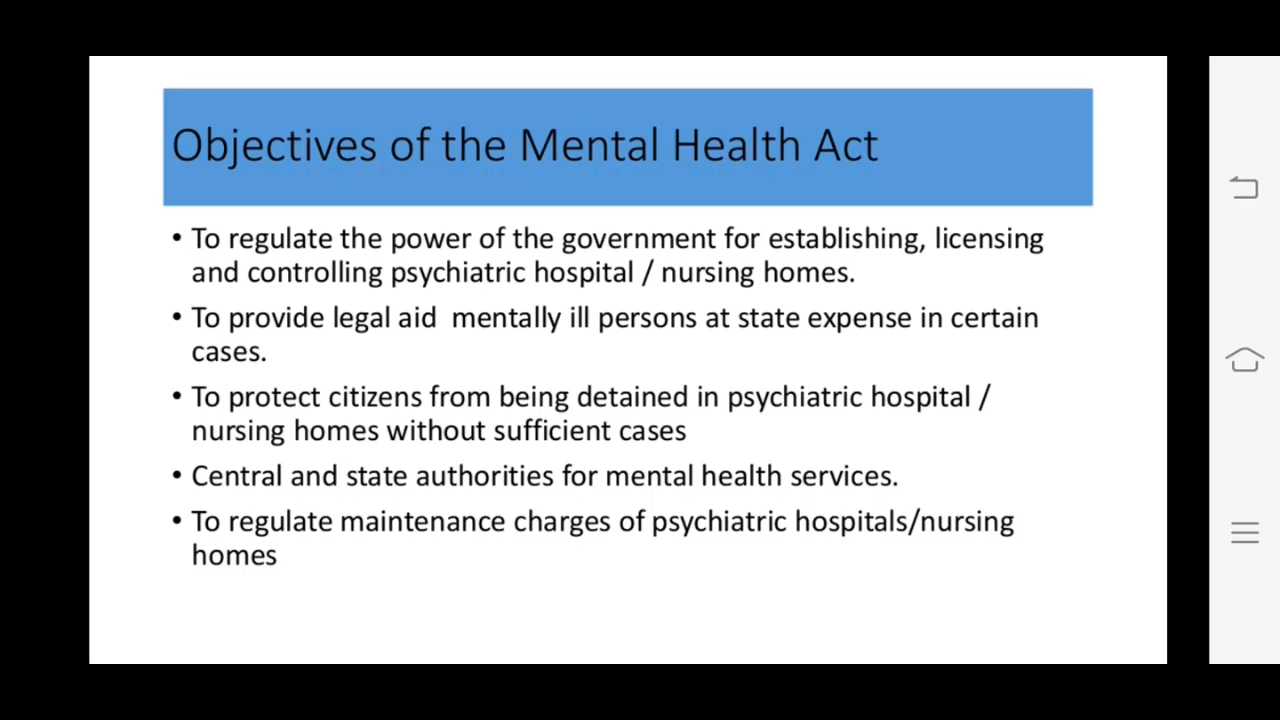 Objectives of the Mental Health Act
• To regulate the power of the government for establishing, licensing
and controlling psychiatric hospital / nursing homes.
• To provide legal aid  mentally ill persons at state expense in certain
cases.
• To protect citizens from being detained in psychiatric hospital /
nursing homes without sufficient cases
• Central and state authorities for mental health services.
• To regulate maintenance charges of psychiatric hospitals/nursing
homes